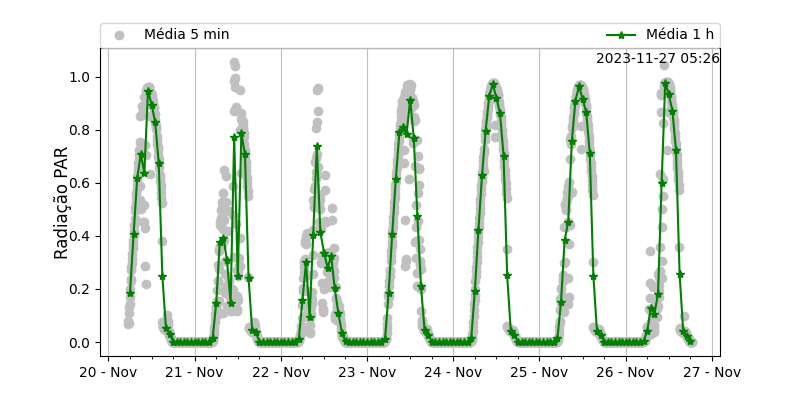 Média 5 min
Média 1 h
2023-11-27 05:26
Radiação PAR
1.0
0.8
0.6
0.4
0.2
0.0
20 - Nov
21 - Nov
22 - Nov
23 - Nov
24 - Nov
25 - Nov
26 - Nov
27 - Nov